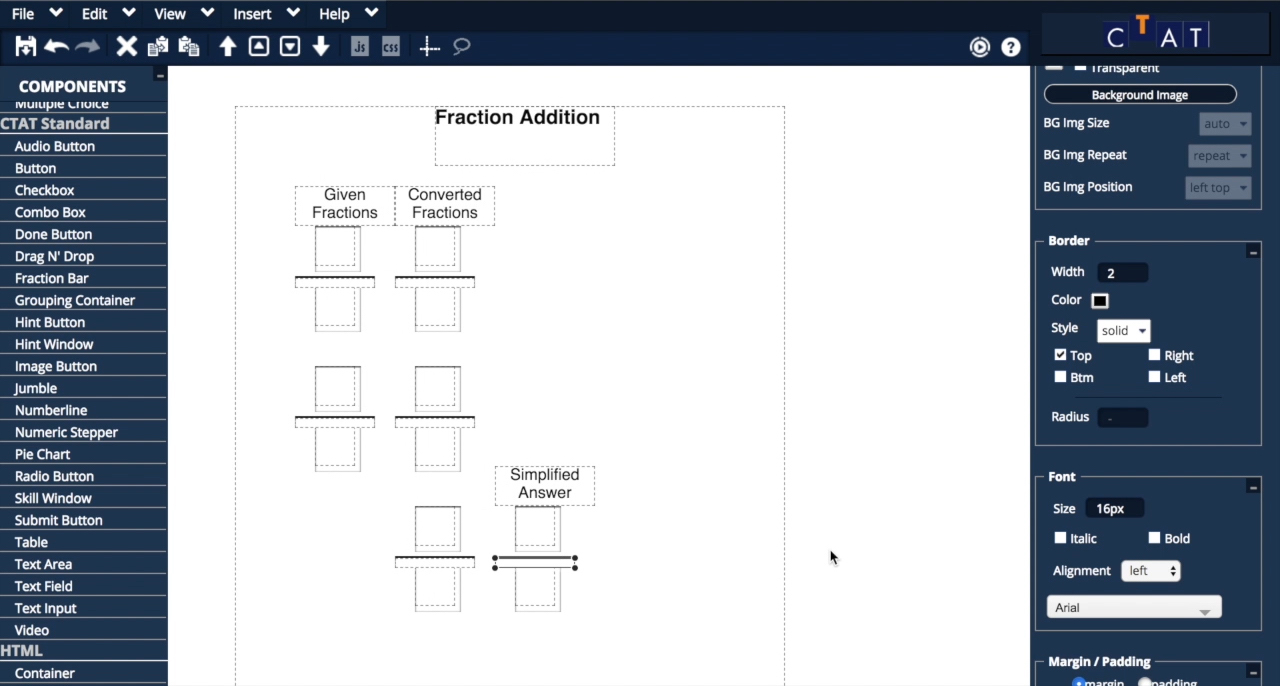 File Edit View Insert Help
Js css
C T A T
COMPONENTS
Multiple Choice
CTAT Standard
Audio Button
Button
Checkbox
Combo Box
Done Button
Drag N' Drop
Fraction Bar
Grouping Container
Hint Button
Hint Window
Image Button
Jumble
Numberline
Numeric Stepper
Pie Chart
Radio Button
Skill Window
Submit Button
Table
Text Area
Text Field
Text Input
Video
HTML
Container
Fraction Addition
Given
Fractions
Converted
Fractions
Simplified
Answer
Transparent
Background Image
BG Img Size auto
BG Img Repeat repeat
BG Img Position left top
Border
Width 2
Color
Style solid
Top Right
Btm Left
Radius -
Font
Size 16px
Italic Bold
Alignment left
Arial
Margin / Padding
margin padding